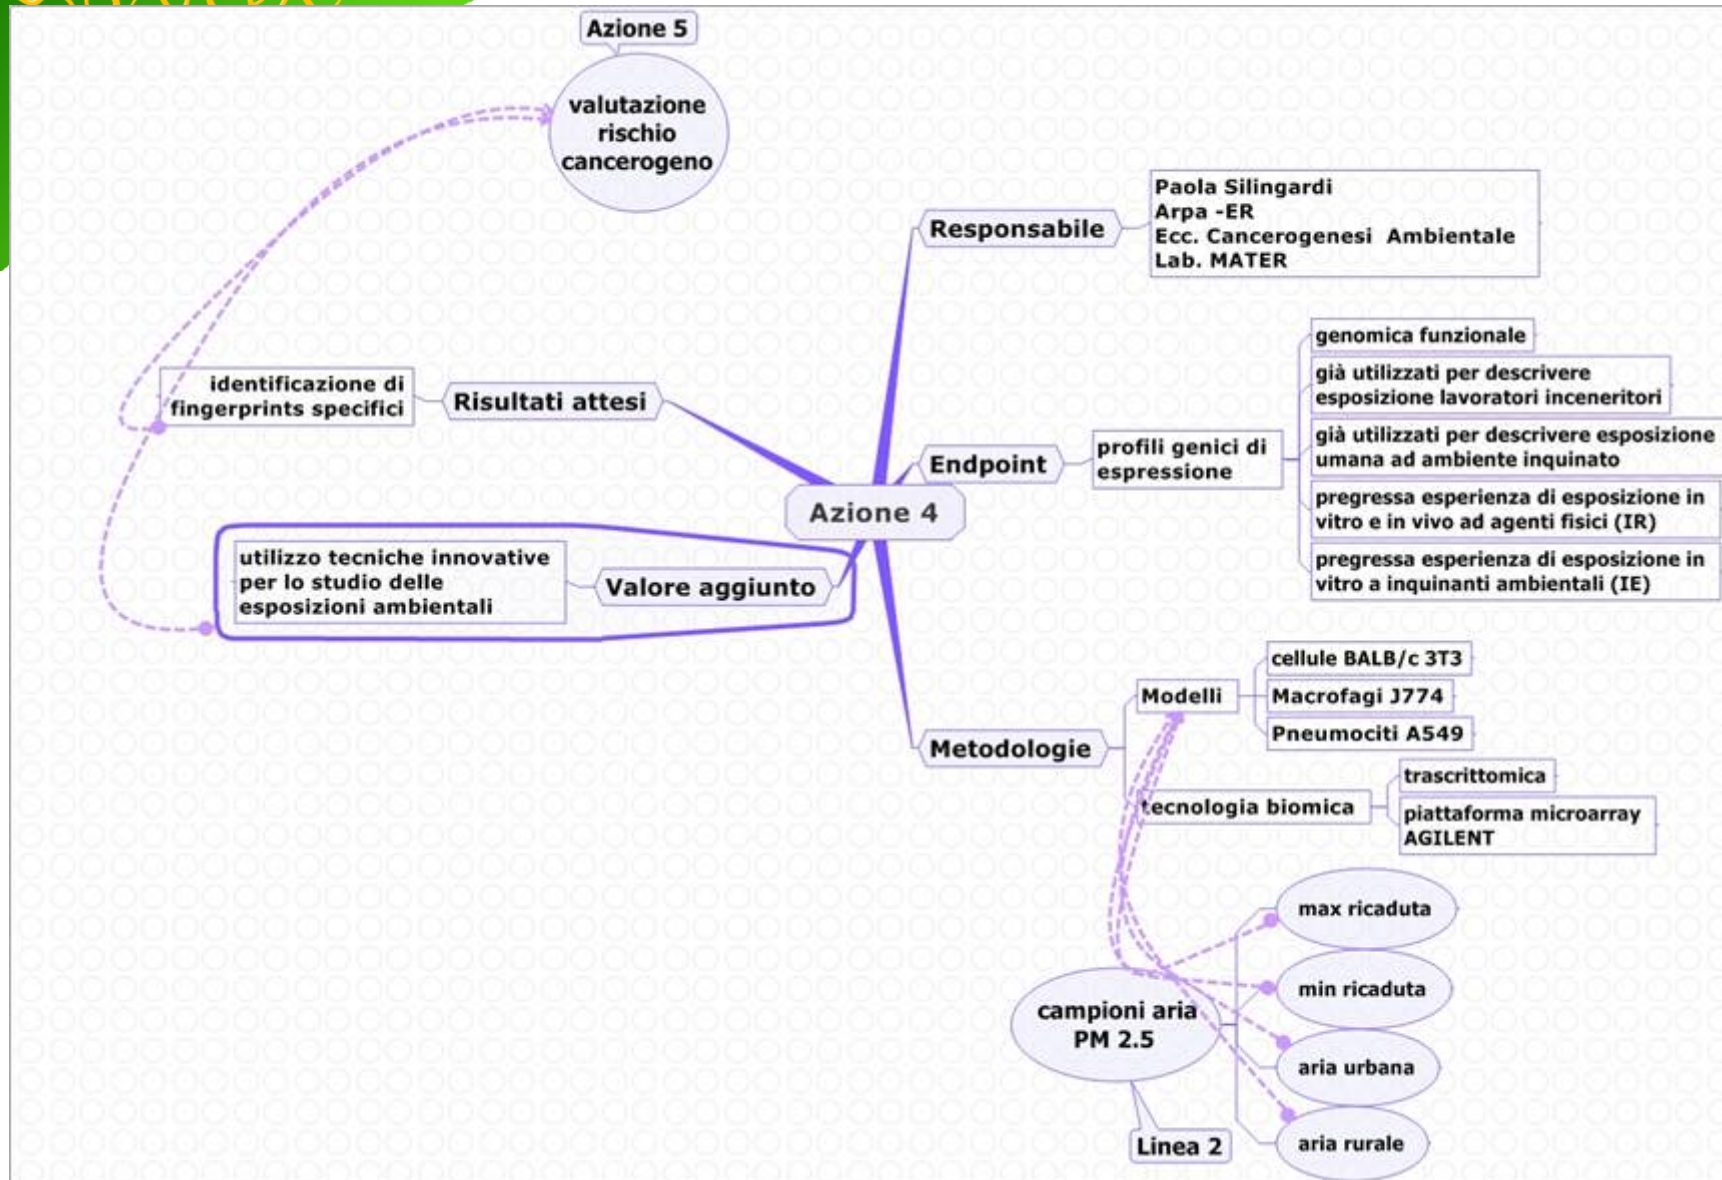 Azione 5
valutazione
rischio
cancerogeno
Responsabile
Paola Silingardi
Arpa -ER
Ecc. Cancerogenesi Ambientale
Lab. MATER
Risultati attesi
identificazione di
fingerprints specifici
Endpoint
profili genici di
espressione
genomica funzionale
già utilizzati per descrivere
esposizione lavoratori inceneritori
già utilizzati per descrivere esposizione
umana ad ambiente inquinato
pregressa esperienza di esposizione in
vitro e in vivo ad agenti fisici (IR)
pregressa esperienza di esposizione in
vitro a inquinanti ambientali (IE)
Azione 4
Valore aggiunto
utilizzo tecniche innovative
per lo studio delle
esposizioni ambientali
Metodologie
Modelli
cellule BALB/c 3T3
Macrofagi J774
Pneumociti A549
tecnologia biomica
trascrittomica
piattaforma microarray
AGILENT
campioni aria
PM 2.5
max ricaduta
min ricaduta
aria urbana
aria rurale
Linea 2